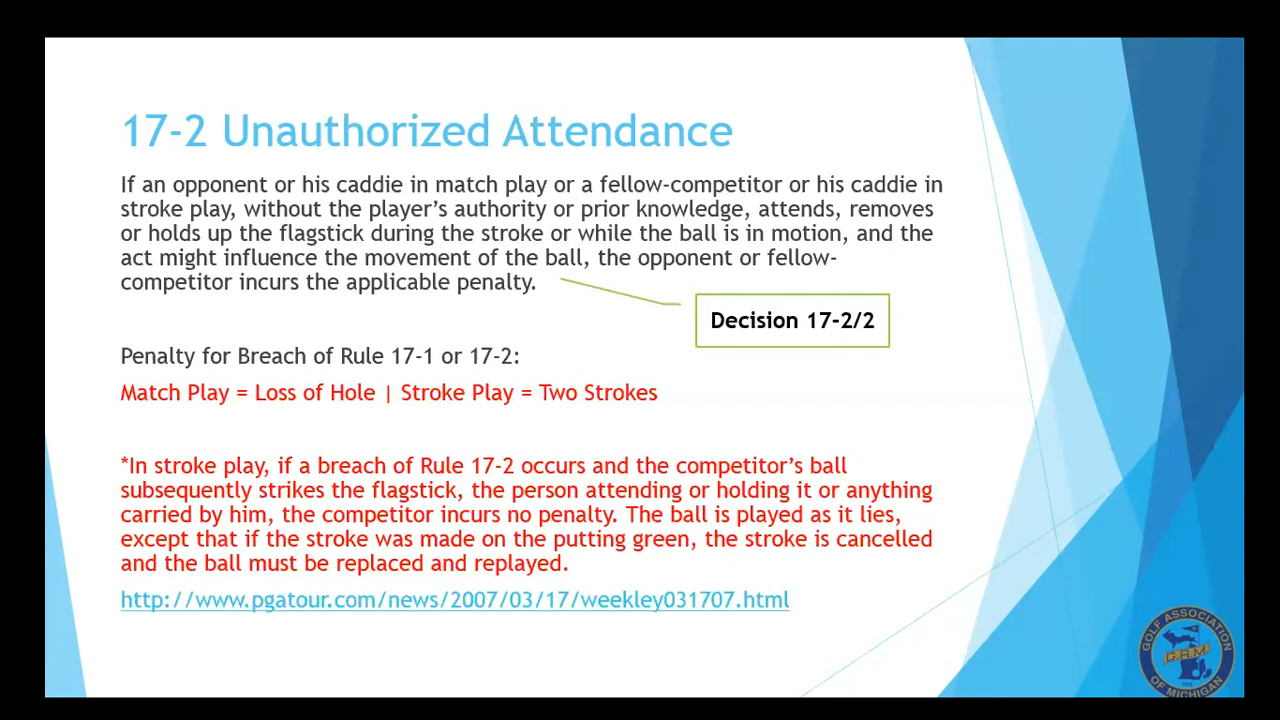 17-2 Unauthorized Attendance
If an opponent or his caddie in match play or a fellow-competitor or his caddie in
stroke play, without the player's authority or prior knowledge, attends, removes
or holds up the flagstick during the stroke or while the ball is in motion, and the
act might influence the movement of the ball, the opponent or fellow-
competitor incurs the applicable penalty.
Decision 17-2/2
Penalty for Breach of Rule 17-1 or 17-2:
Match Play = Loss of Hole | Stroke Play = Two Strokes
*In stroke play, if a breach of Rule 17-2 occurs and the competitor's ball
subsequently strikes the flagstick, the person attending or holding it or anything
carried by him, the competitor incurs no penalty. The ball is played as it lies,
except that if the stroke was made on the putting green, the stroke is cancelled
and the ball must be replaced and replayed.
http://www.pgatour.com/news/2007/03/17/weekley031707.html
GOLF ASSOCIATION
G.A.M.
OF MICHIGAN